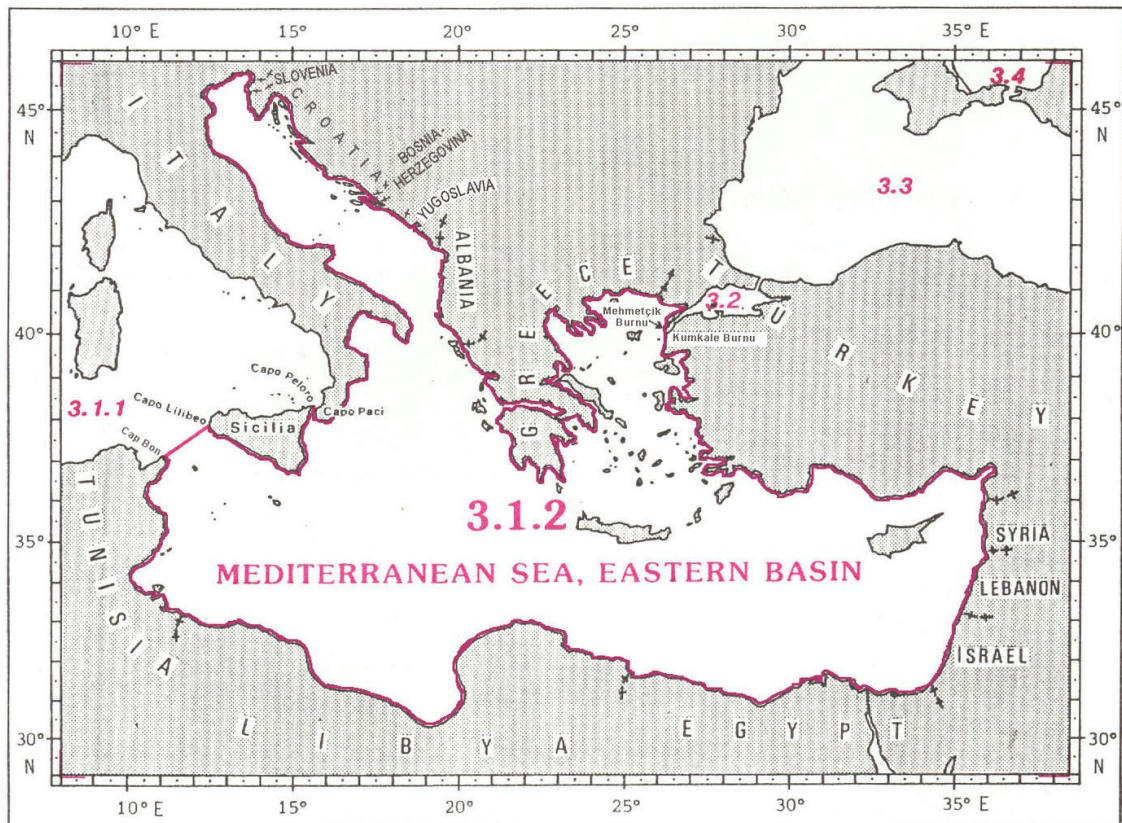 10° E 15° 20° 25° 30° 35° E
45° N
45° N
3.4
SLOVENIA
CROATIA
BOSNIA-
HERZEGOVINA
YUGOSLAVIA
3.3
ITALY
ALBANIA
GREECE
TURKEY
3.2
Mehmetçik
Burnu
Kumkale Burnu
40°
40°
Capo Peloro
3.1.1
Capo Lilibeo
Sicilia
Capo Paci
Cap Bon
TUNISIA
3.1.2
MEDITERRANEAN SEA, EASTERN BASIN
35°
35°
SYRIA
LEBANON
ISRAEL
LIBYA
EGYPT
30° N
30° N
10° E 15° 20° 25° 30° 35° E